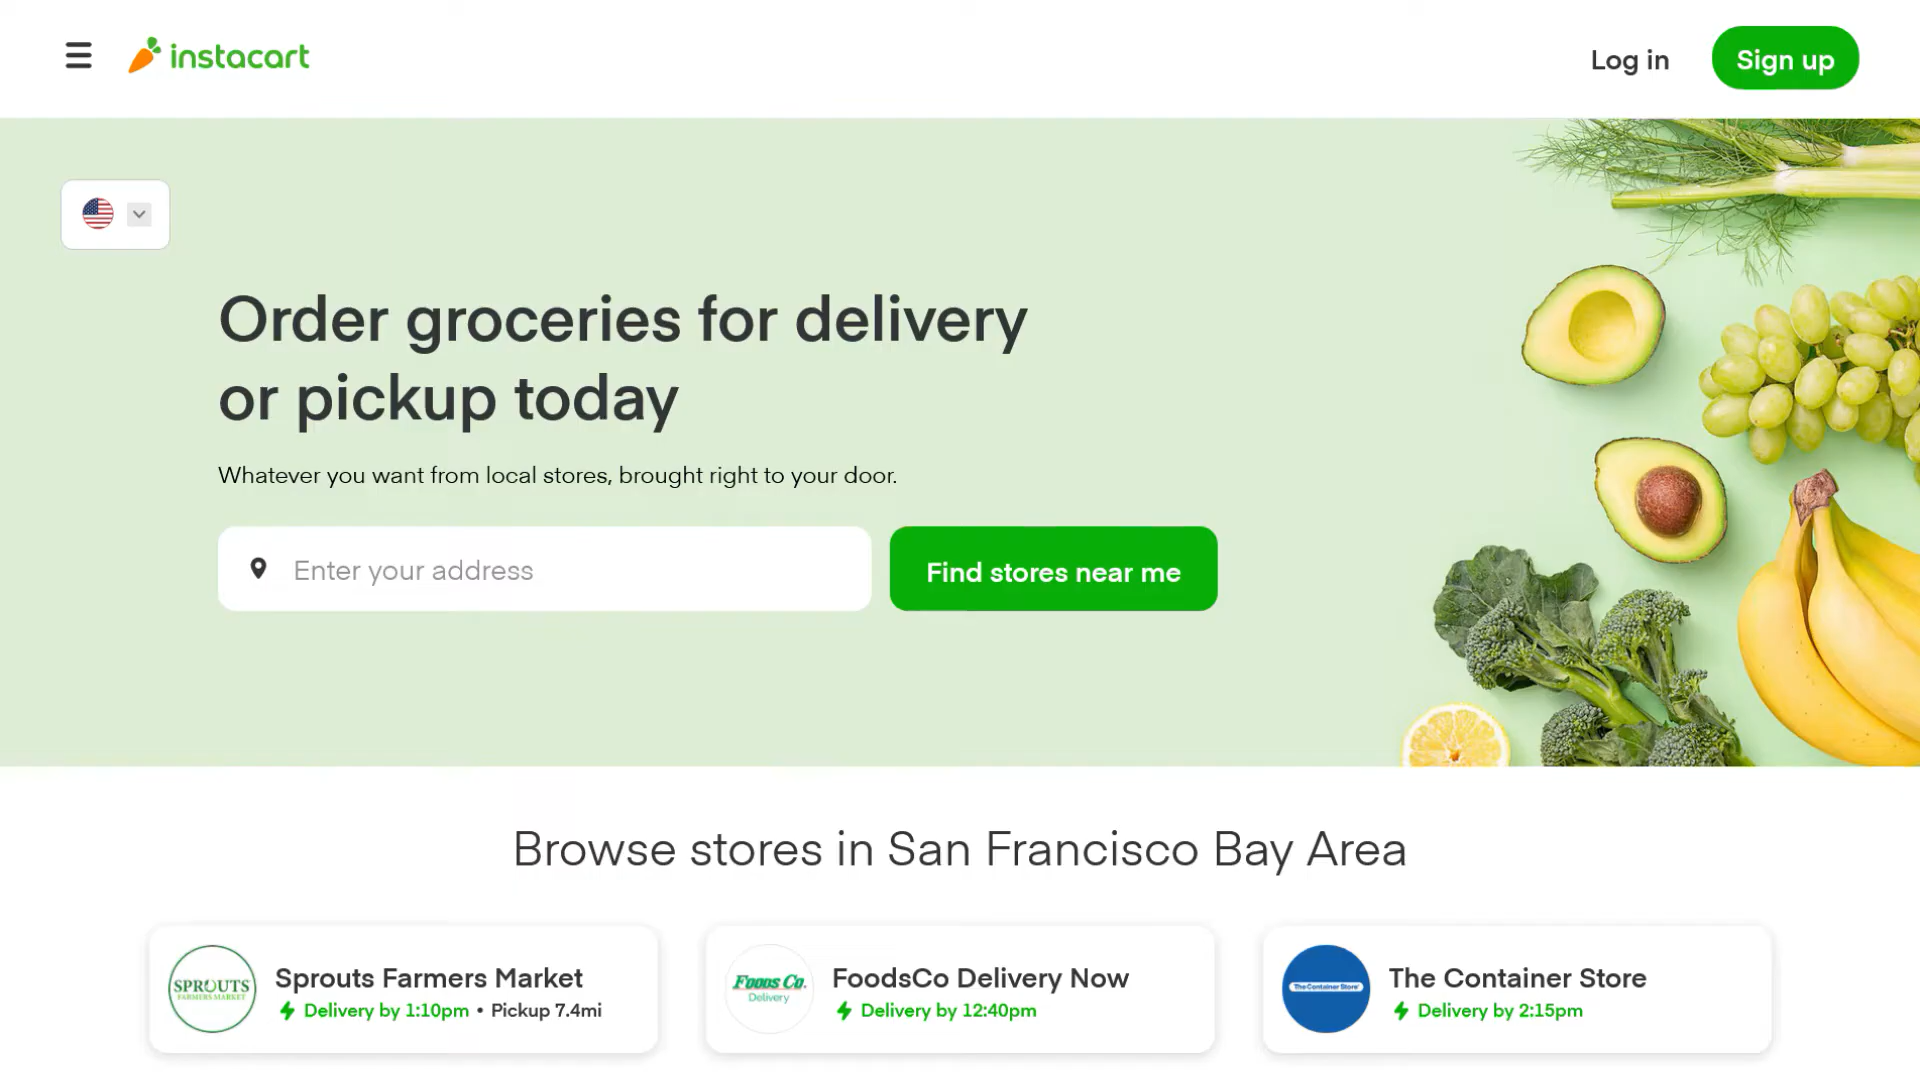 instacart
Log in
Sign up
Order groceries for delivery
or pickup today
Whatever you want from local stores, brought right to your door.
Enter your address
Find stores near me
Browse stores in San Francisco Bay Area
SPROUTS
FARMERS MARKET
Sprouts Farmers Market
Delivery by 1:10pm • Pickup 7.4mi
Foods Co.
Delivery
FoodsCo Delivery Now
Delivery by 12:40pm
The Container Store
The Container Store
Delivery by 2:15pm